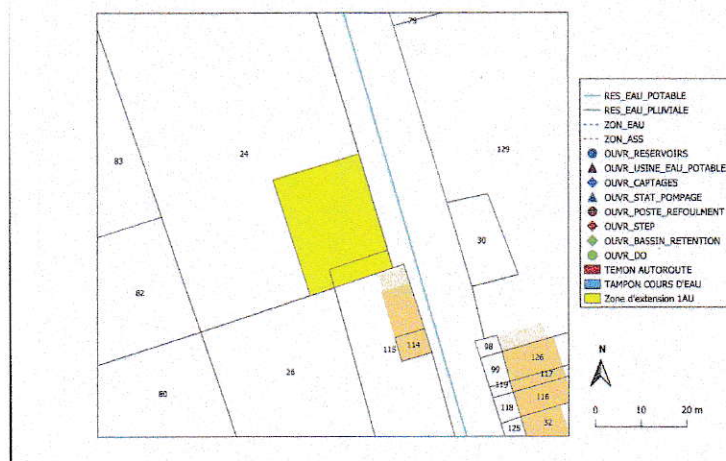 79
83
24
129
30
82
115
114
26
80
98
99
126
117
119
118
116
125
32
RES_EAU_POTABLE
RES_EAU_PLUVIALE
ZON_EAU
ZON_ASS
OUVR_RESERVOIRS
OUVR_USINE_EAU_POTABLE
OUVR_CAPTAGES
OUVR_STAT_POMPAGE
OUVR_POSTE_REFOULMENT
OUVR_STEP
OUVR_BASSIN_RETENTION
OUVR_DO
TEMON AUTOROUTE
TAMPON COURS D'EAU
Zone d'extension 1AU
N
0 10 20 m